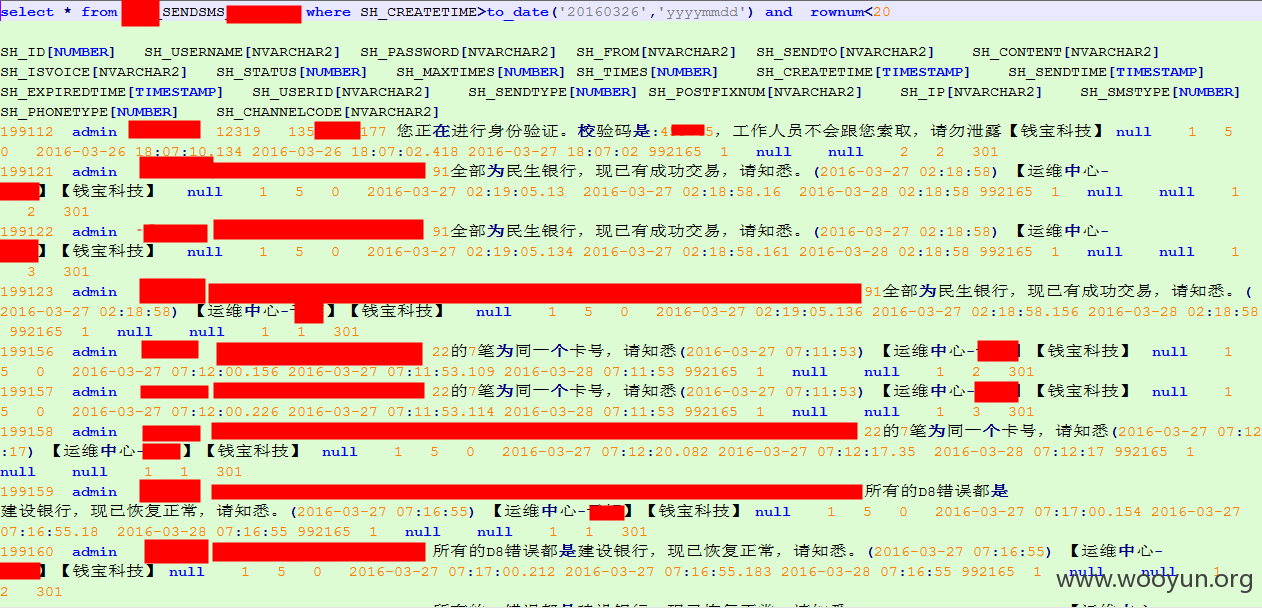 select * from _SENDSMS_ where SH_CREATETIME>to_date('20160326','yyyymmdd') and rownum<20
SH_ID[NUMBER] SH_USERNAME[NVARCHAR2] SH_PASSWORD[NVARCHAR2] SH_FROM[NVARCHAR2] SH_SENDTO[NVARCHAR2] SH_CONTENT[NVARCHAR2]
SH_ISVOICE[NVARCHAR2] SH_STATUS[NUMBER] SH_MAXTIMES[NUMBER] SH_TIMES[NUMBER] SH_CREATETIME[TIMESTAMP] SH_SENDTIME[TIMESTAMP]
SH_EXPIREDTIME[TIMESTAMP] SH_USERID[NVARCHAR2] SH_SENDTYPE[NUMBER] SH_POSTFIXNUM[NVARCHAR2] SH_IP[NVARCHAR2] SH_SMSTYPE[NUMBER]
SH_PHONETYPE[NUMBER] SH_CHANNELCODE[NVARCHAR2]
199112 admin 12319 135 177 您正在进行身份验证。校验码是:4 5，工作人员不会跟您索取，请勿泄露【钱宝科技】 null 1 5
0 2016-03-26 18:07:10.134 2016-03-26 18:07:02.418 2016-03-27 18:07:02 992165 1 null null 2 2 301
199121 admin 91全部为民生银行，现已有成功交易，请知悉。(2016-03-27 02:18:58) 【运维中心-
】【钱宝科技】 null 1 5 0 2016-03-27 02:19:05.13 2016-03-27 02:18:58.16 2016-03-28 02:18:58 992165 1 null null 1
2 301
199122 admin 91全部为民生银行，现已有成功交易，请知悉。(2016-03-27 02:18:58) 【运维中心-
】【钱宝科技】 null 1 5 0 2016-03-27 02:19:05.134 2016-03-27 02:18:58.161 2016-03-28 02:18:58 992165 1 null null 1
3 301
199123 admin 91全部为民生银行，现已有成功交易，请知悉。(
2016-03-27 02:18:58) 【运维中心- 】【钱宝科技】 null 1 5 0 2016-03-27 02:19:05.136 2016-03-27 02:18:58.156 2016-03-28 02:18:58
992165 1 null null 1 1 301
199156 admin 22的7笔为同一个卡号，请知悉(2016-03-27 07:11:53) 【运维中心- 【钱宝科技】 null 1
5 0 2016-03-27 07:12:00.156 2016-03-27 07:11:53.109 2016-03-28 07:11:53 992165 1 null null 1 2 301
199157 admin 22的7笔为同一个卡号，请知悉(2016-03-27 07:11:53) 【运维中心- 【钱宝科技】 null 1
5 0 2016-03-27 07:12:00.226 2016-03-27 07:11:53.114 2016-03-28 07:11:53 992165 1 null null 1 3 301
199158 admin 22的7笔为同一个卡号，请知悉(2016-03-27 07:12
:17) 【运维中心- 】【钱宝科技】 null 1 5 0 2016-03-27 07:12:20.082 2016-03-27 07:12:17.35 2016-03-28 07:12:17 992165 1
null null 1 1 301
199159 admin 所有的D8错误都是
建设银行，现已恢复正常，请知悉。(2016-03-27 07:16:55) 【运维中心- 】【钱宝科技】 null 1 5 0 2016-03-27 07:17:00.154 2016-03-27
07:16:55.18 2016-03-28 07:16:55 992165 1 null null 1 1 301
199160 admin 所有的D8错误都是建设银行，现已恢复正常，请知悉。(2016-03-27 07:16:55) 【运维中心-
】【钱宝科技】 null 1 5 0 2016-03-27 07:17:00.212 2016-03-27 07:16:55.183 2016-03-28 07:16:55 992165 1 null null 1
2 301
www.wooyun.org